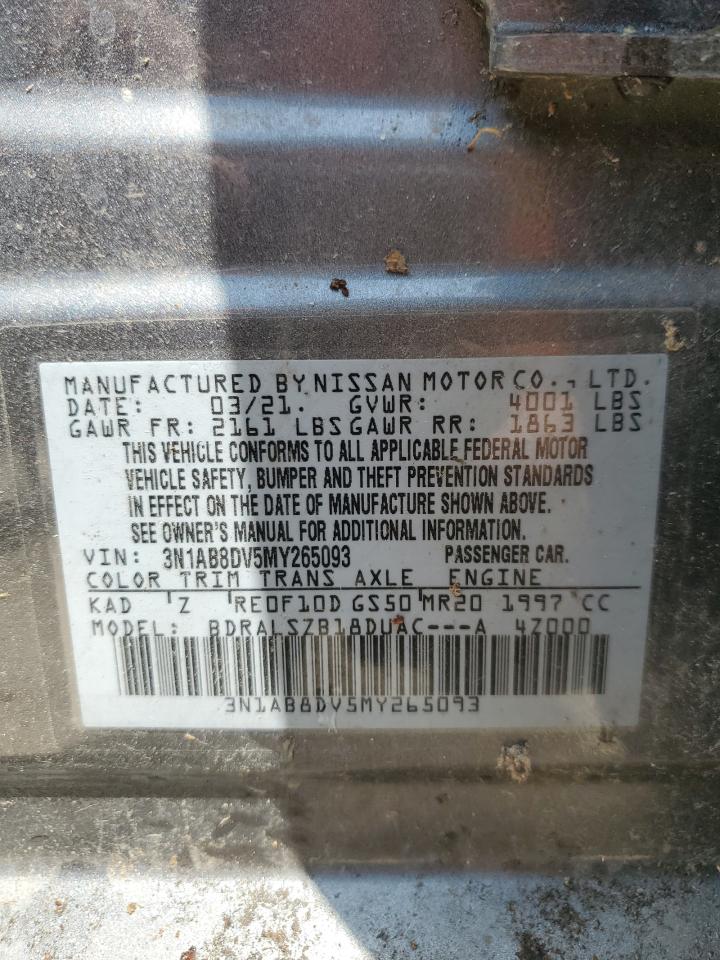 MANUFACTURED BY NISSAN MOTOR CO., LTD.
DATE: 03/21. GVWR: 4001 LBS
GAWR FR: 2161 LBS GAWR RR: 1863 LBS
THIS VEHICLE CONFORMS TO ALL APPLICABLE FEDERAL MOTOR
VEHICLE SAFETY, BUMPER AND THEFT PREVENTION STANDARDS
IN EFFECT ON THE DATE OF MANUFACTURE SHOWN ABOVE.
SEE OWNER'S MANUAL FOR ADDITIONAL INFORMATION.
VIN: 3N1AB8DV5MY265093 PASSENGER CAR.
COLOR TRIM TRANS AXLE ENGINE
KAD Z RE0F10D GS50 MR20 1997 CC
MODEL: BDRALSZB18DUAC---A 4Z000
3N1AB8DV5MY265093